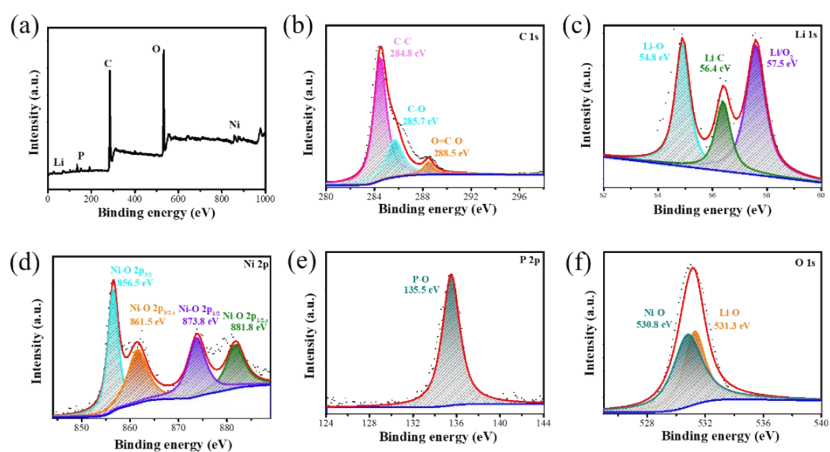 (a)
Intensity (a.u.)
Li
P
C
O
Ni
0 200 400 600 800 1000
Binding energy (eV)
(b)
C 1s
C-C
284.8 eV
C-O
285.7 eV
O=C O
288.5 eV
Intensity (a.u.)
280 284 288 292 296
Binding energy (eV)
(c)
Li 1s
Li-O
54.8 eV
Li C
56.4 eV
Li/O₂
57.5 eV
Intensity (a.u.)
52 54 56 58 60
Binding energy (eV)
(d)
Ni 2p
Ni-O 2p3/2
856.5 eV
861.5 eV
Ni-O 2p1/2
873.8 eV
881.8 eV
Intensity (a.u.)
850 860 870 880
Binding energy (eV)
(e)
P 2p
P O
135.5 eV
Intensity (a.u.)
124 128 132 136 140 144
Binding energy (eV)
(f)
O 1s
Ni O
530.8 eV
Li O
531.3 eV
Intensity (a.u.)
528 532 536 540
Binding energy (eV)